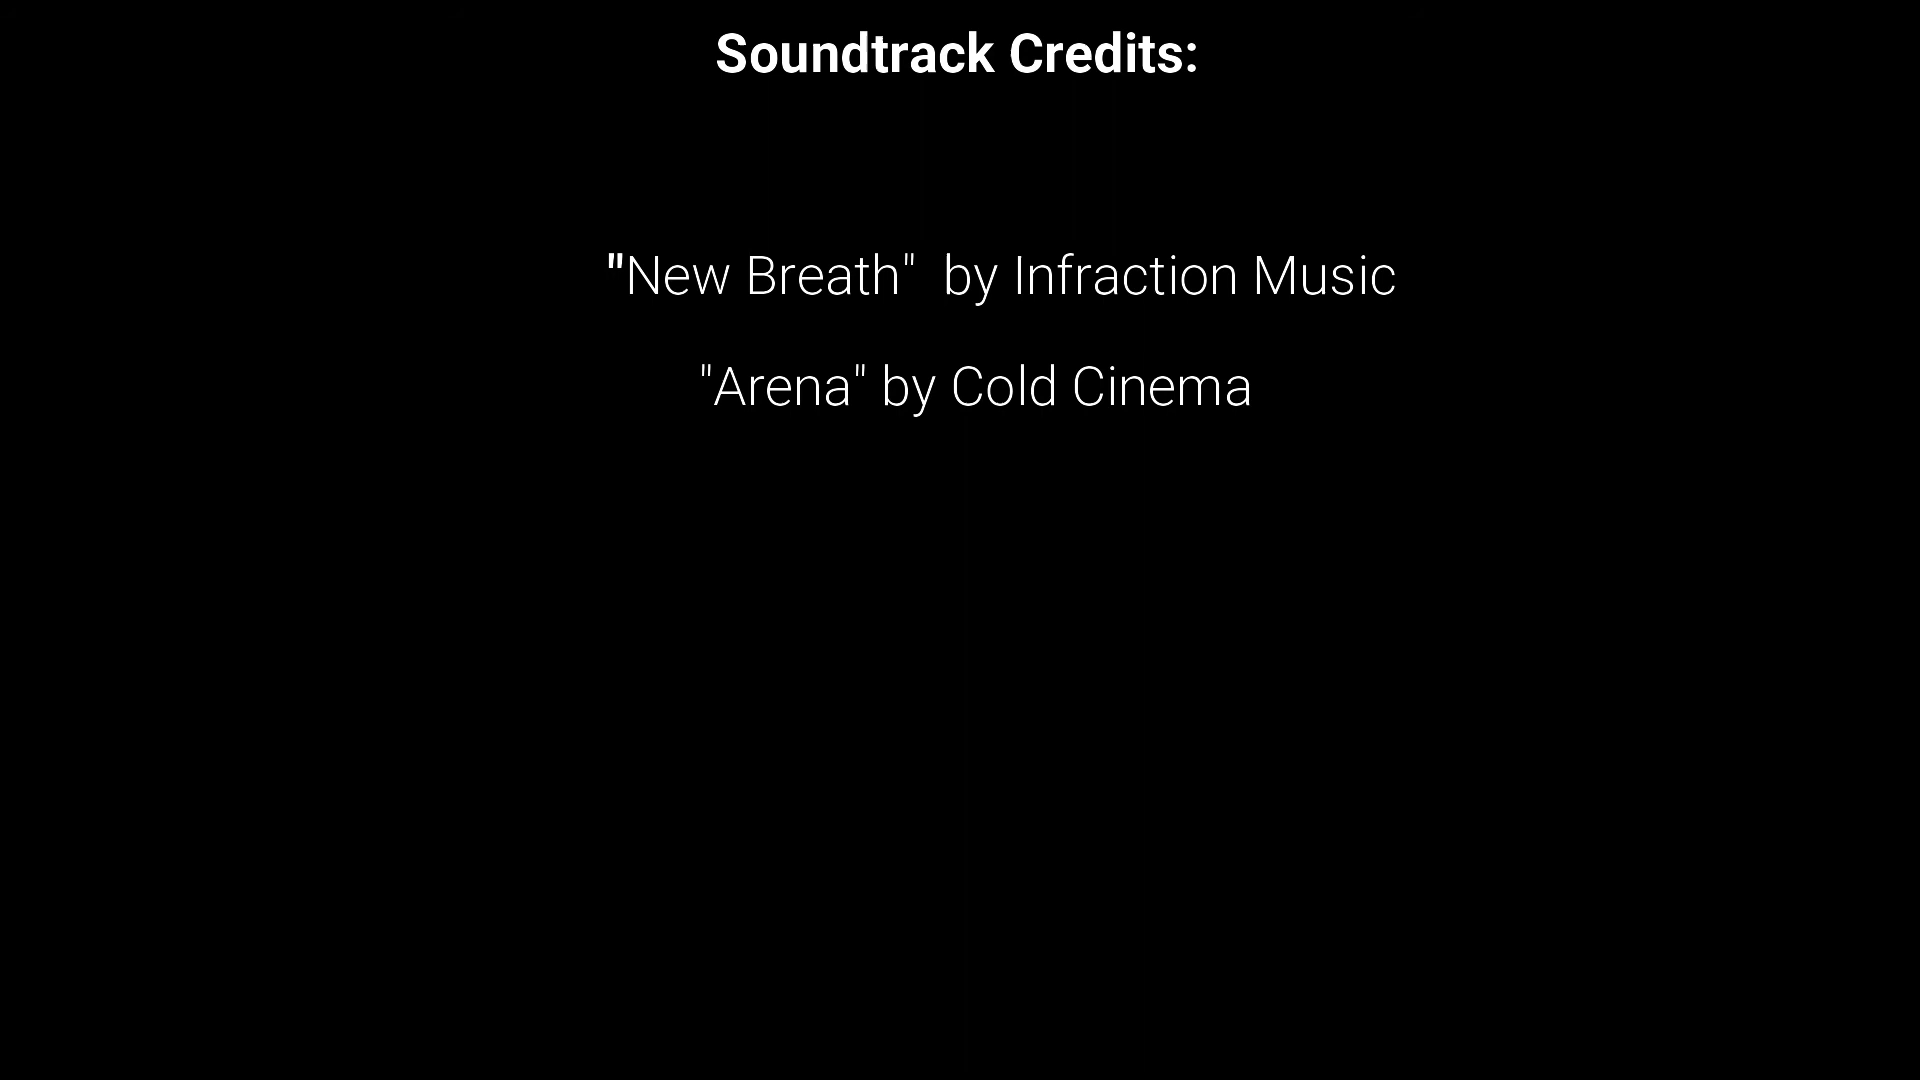 Soundtrack Credits:
"New Breath"  by Infraction Music
"Arena" by Cold Cinema